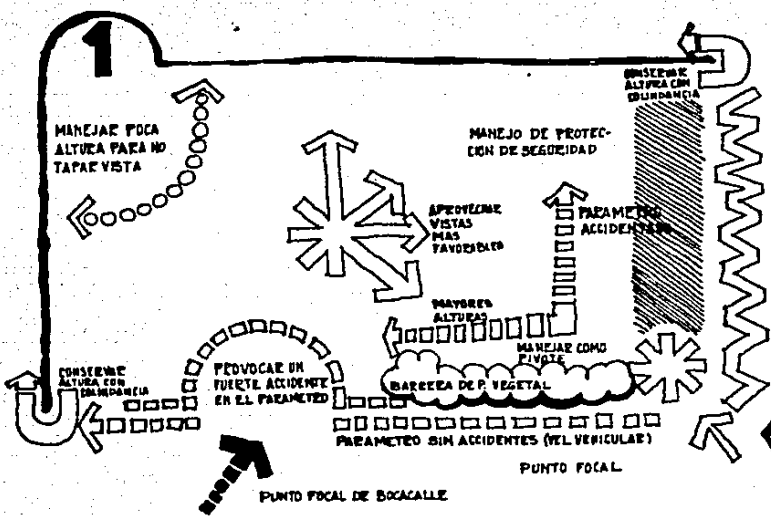 1
CONSERVAR
ALTURA CON
COLINDANCIA
MANEJAR POCA
ALTURA PARA NO
TAPAR VISTA
MANEJO DE PROTEC-
CION DE SEGURIDAD
APROVECHAR
VISTAS
MAS
FAVORABLES
PARAMETRO
ACCIDENTADO
MAYORES
ALTURAS
MANEJAR COMO
PIVOTE
CONSERVAR
ALTURA CON
COLINDANCIA
PROVOCAR UN
FUERTE ACCIDENTE
EN EL PARAMETRO
BARRERA DE P. VEGETAL
PARAMETRO SIN ACCIDENTES (VEL VEHICULAR)
PUNTO FOCAL
PUNTO FOCAL DE BOCACALLE